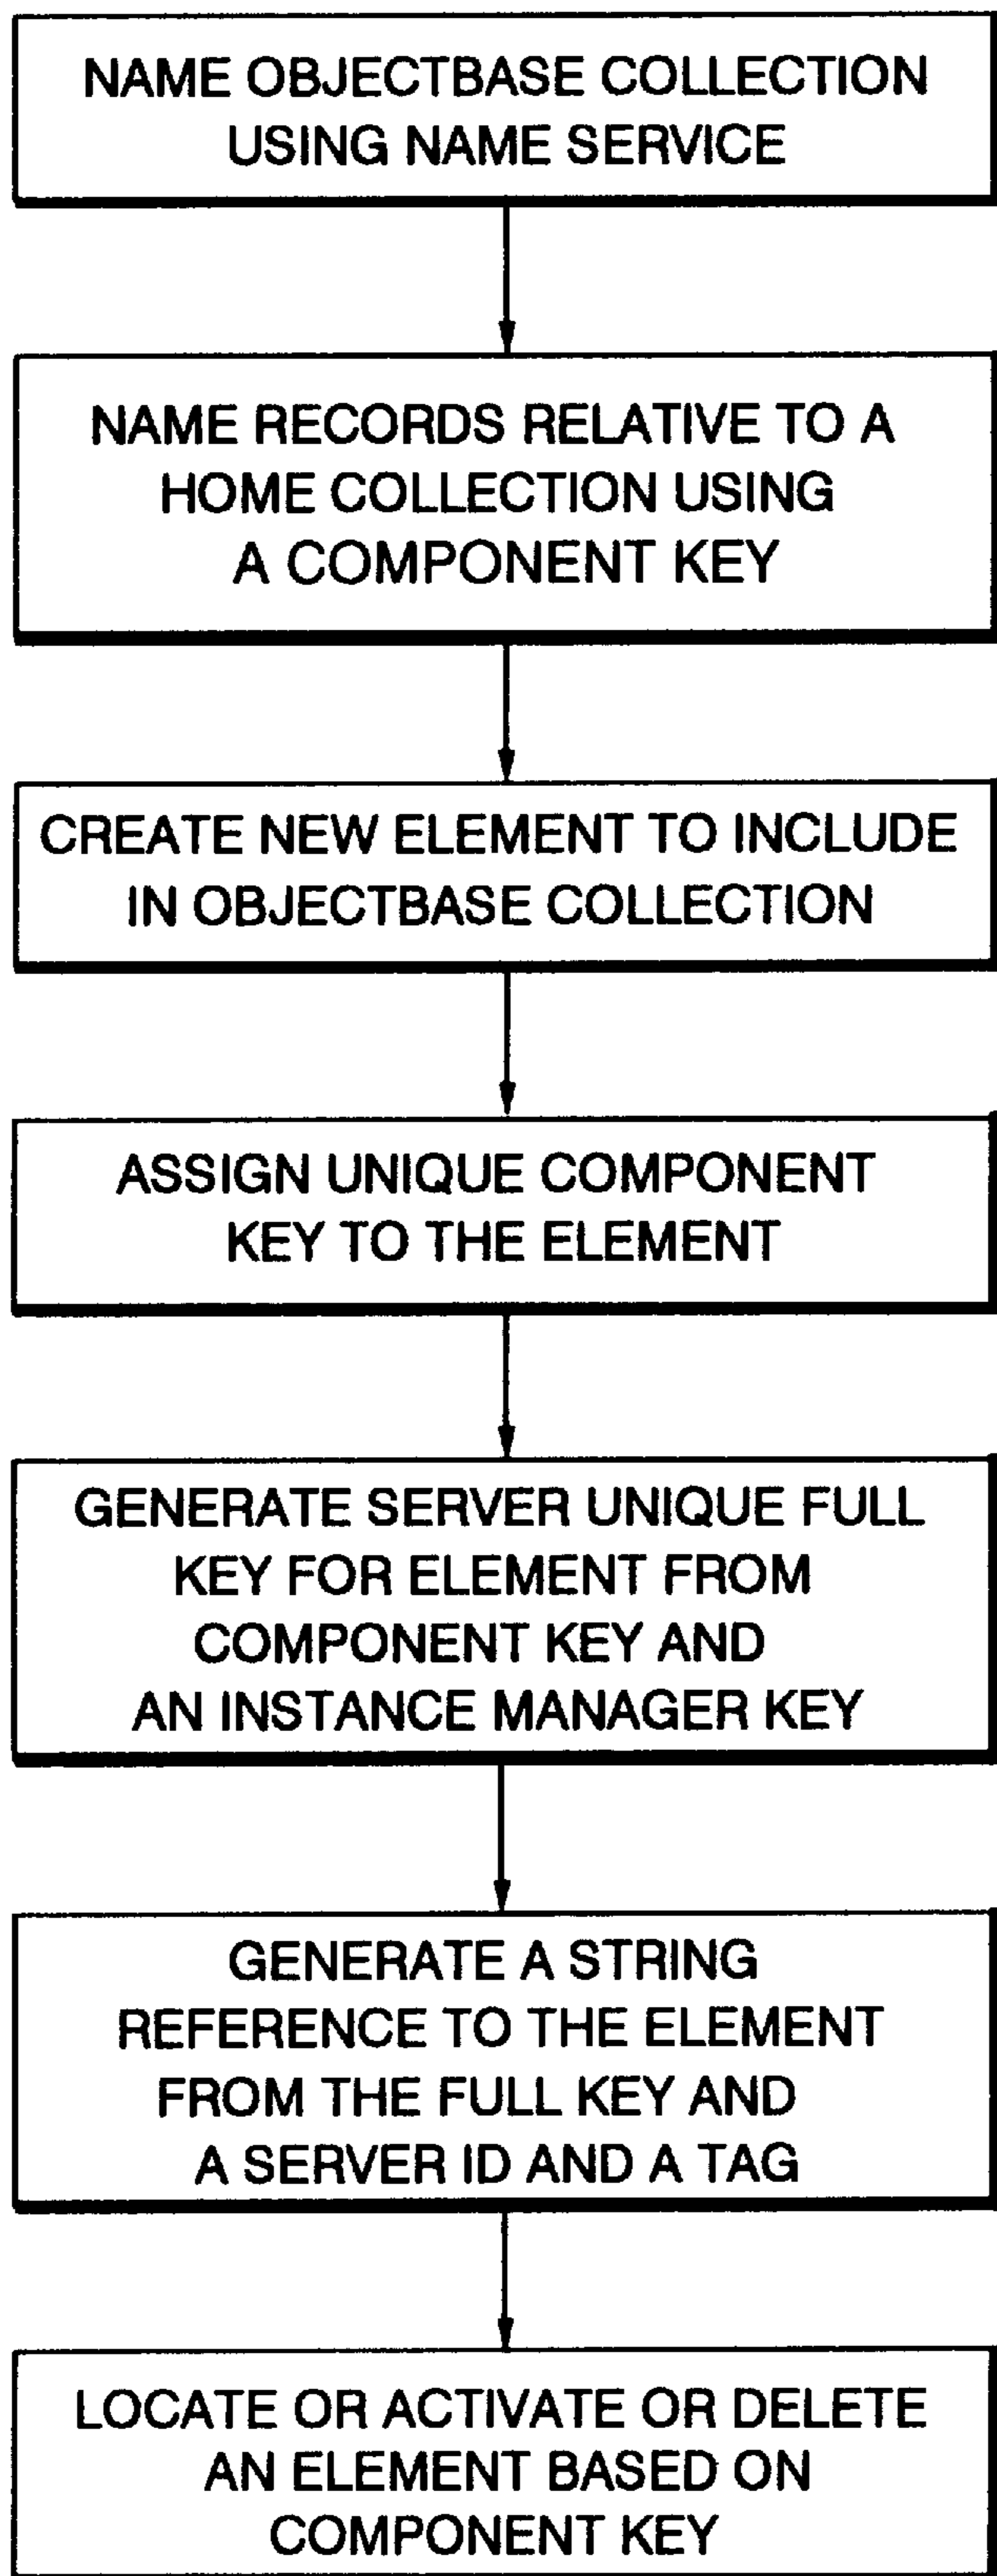 NAME OBJECTBASE COLLECTION
USING NAME SERVICE
NAME RECORDS RELATIVE TO A
HOME COLLECTION USING
A COMPONENT KEY
CREATE NEW ELEMENT TO INCLUDE
IN OBJECTBASE COLLECTION
ASSIGN UNIQUE COMPONENT
KEY TO THE ELEMENT
GENERATE SERVER UNIQUE FULL
KEY FOR ELEMENT FROM
COMPONENT KEY AND
AN INSTANCE MANAGER KEY
GENERATE A STRING
REFERENCE TO THE ELEMENT
FROM THE FULL KEY AND
A SERVER ID AND A TAG
LOCATE OR ACTIVATE OR DELETE
AN ELEMENT BASED ON
COMPONENT KEY